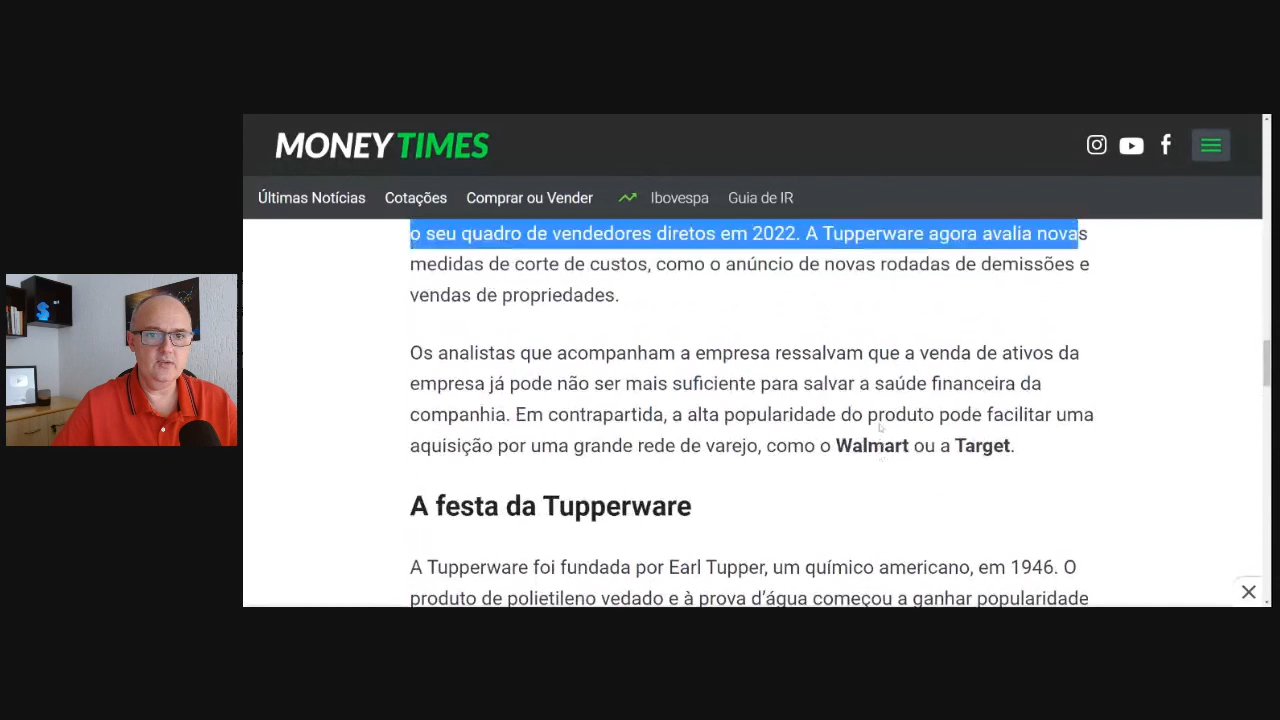 MONEY TIMES
Últimas Notícias Cotações Comprar ou Vender Ibovespa Guia de IR
o seu quadro de vendedores diretos em 2022. A Tupperware agora avalia novas
medidas de corte de custos, como o anúncio de novas rodadas de demissões e
vendas de propriedades.
Os analistas que acompanham a empresa ressalvam que a venda de ativos da
empresa já pode não ser mais suficiente para salvar a saúde financeira da
companhia. Em contrapartida, a alta popularidade do produto pode facilitar uma
aquisição por uma grande rede de varejo, como o Walmart ou a Target.
A festa da Tupperware
A Tupperware foi fundada por Earl Tupper, um químico americano, em 1946. O
produto de polietileno vedado e à prova d’água começou a ganhar popularidade